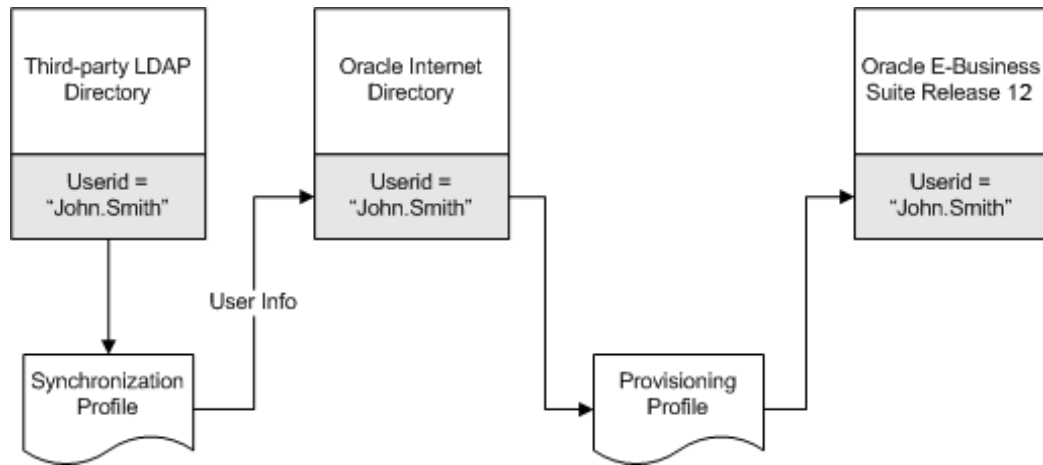 Third-party LDAP
Directory
Userid =
“John.Smith”
Oracle Internet
Directory
Userid =
“John.Smith”
Oracle E-Business
Suite Release 12
Userid =
“John.Smith”
User Info
Synchronization
Profile
Provisioning
Profile